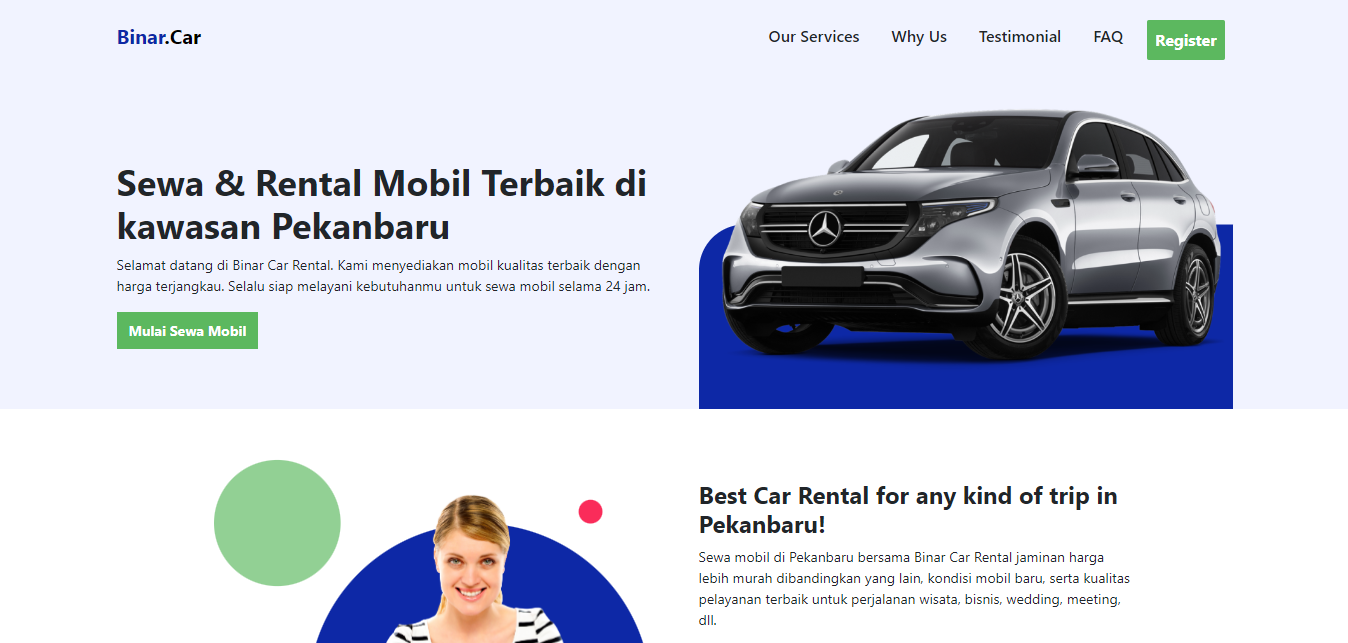 Binar.Car
Our Services
Why Us
Testimonial
FAQ
Register
Sewa & Rental Mobil Terbaik di
kawasan Pekanbaru
Selamat datang di Binar Car Rental. Kami menyediakan mobil kualitas terbaik dengan
harga terjangkau. Selalu siap melayani kebutuhanmu untuk sewa mobil selama 24 jam.
Mulai Sewa Mobil
Best Car Rental for any kind of trip in
Pekanbaru!
Sewa mobil di Pekanbaru bersama Binar Car Rental jaminan harga
lebih murah dibandingkan yang lain, kondisi mobil baru, serta kualitas
pelayanan terbaik untuk perjalanan wisata, bisnis, wedding, meeting,
dll.